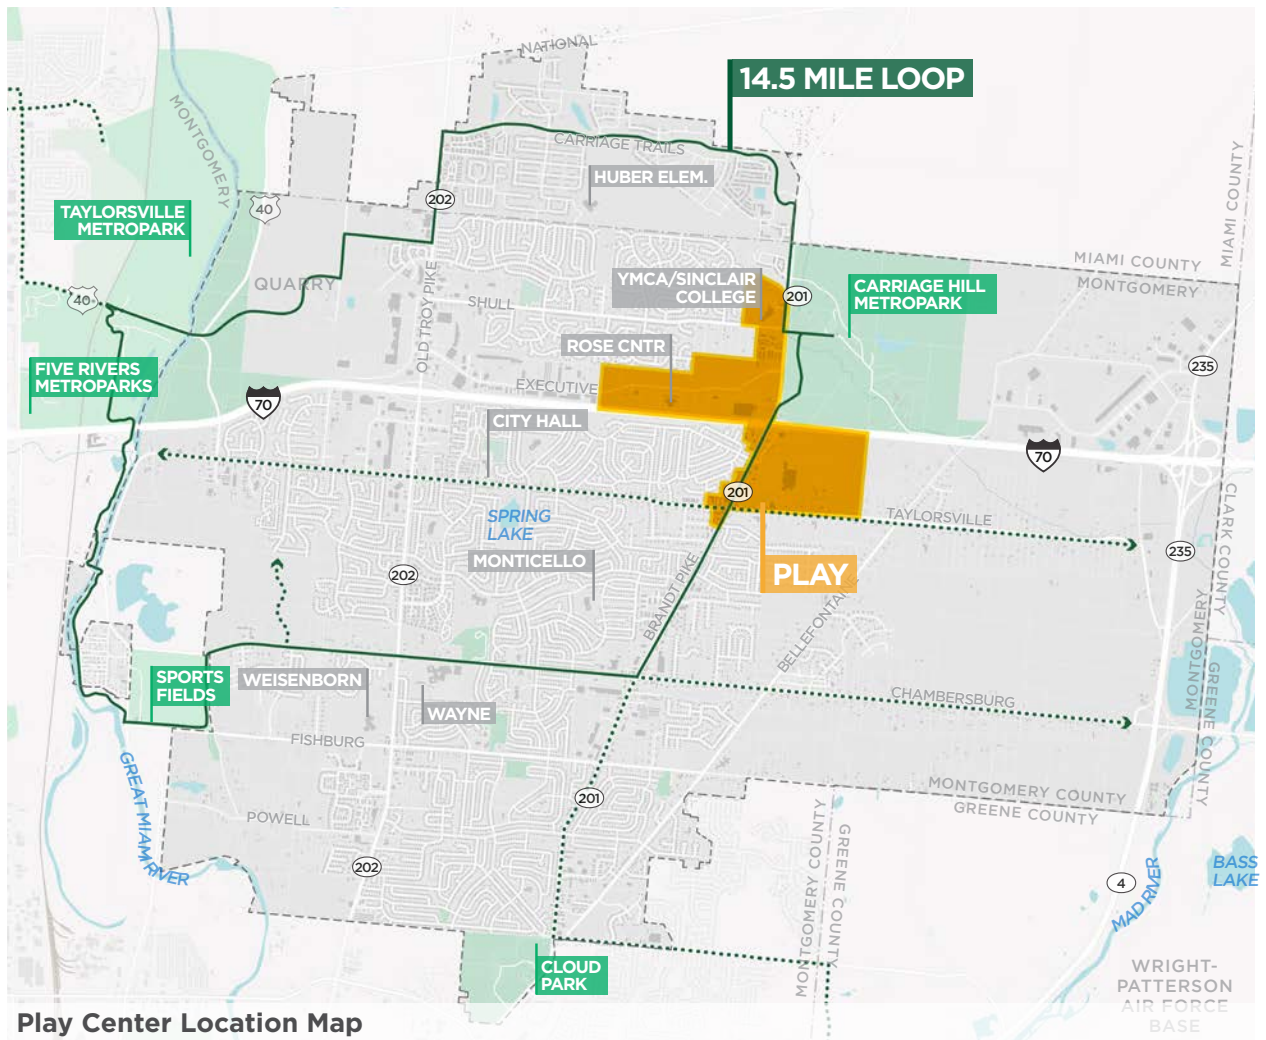 NATIONAL
14.5 MILE LOOP
MONTGOMERY
CARRIAGE TRAILS
MIAMI COUNTY
HUBER ELEM.
202
TAYLORSVILLE
METROPARK
40
MIAMI COUNTY
MONTGOMERY
QUARRY
YMCA/SINCLAIR
COLLEGE
201
CARRIAGE HILL
METROPARK
40
SHULL
OLD TROY PIKE
ROSE CNTR
235
FIVE RIVERS
METROPARKS
EXECUTIVE
70
CITY HALL
70
201
CLARK COUNTY
SPRING
LAKE
TAYLORSVILLE
235
MONTICELLO
202
PLAY
BRANDT PIKE
MONTGOMERY
GREENE COUNTY
SPORTS
FIELDS
WEISENBORN
WAYNE
CHAMBERSBURG
FISHBURG
GREAT MIAMI RIVER
201
MONTGOMERY COUNTY
GREENE COUNTY
POWELL
MONTGOMERY COUNTY
GREENE COUNTY
202
4
MAD RIVER
BASS
LAKE
CLOUD
PARK
WRIGHT-
PATTERSON
AIR FORCE
BASE
Play Center Location Map